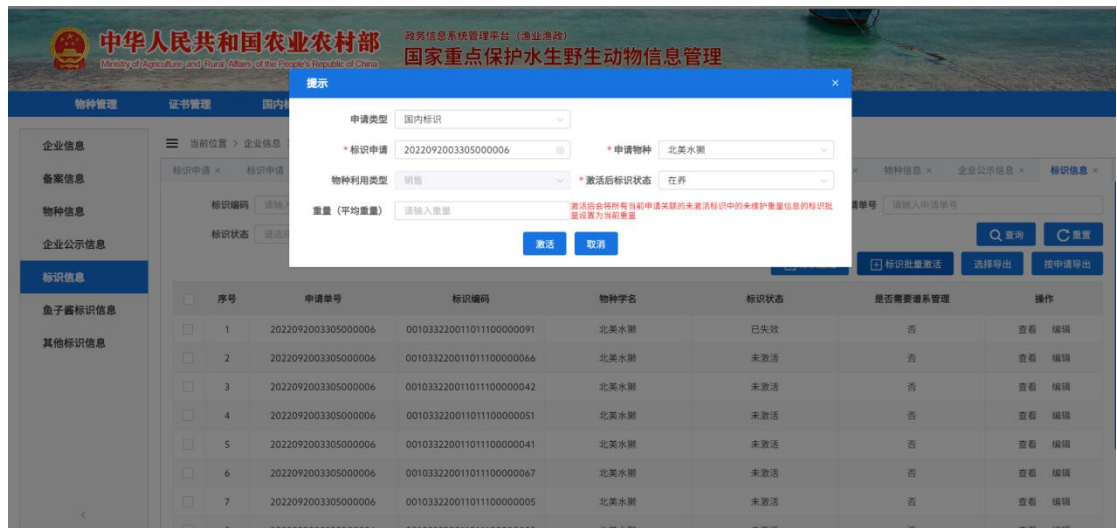 中华人民共和国农业农村部
Ministry of Agriculture and Rural Affairs of the People's Republic of China
政务信息系统管理平台（渔业渔政）
国家重点保护水生野生动物信息管理
物种管理 证书管理 国内标
提示 ×
申请类型 国内标识
* 标识申请 2022092003305000006 * 申请物种 北美水獭
物种利用类型 销售 * 激活后标识状态 在养
重量（平均重量） 请输入重量 激活后会将所有当前申请关联的未激活标识中的未维护重量信息的标识批
量设置为当前重量
激活 取消
企业信息
备案信息
物种信息
企业公示信息
标识信息
鱼子酱标识信息
其他标识信息
当前位置 > 企业信息
标识申请 × 标识申请 物种信息 × 企业公示信息 × 标识信息 ×
标识编码 请输入 请单号 请输入申请单号
标识状态 请选择 查询 重置
标识批量激活 选择导出 按申请导出
序号 申请单号 标识编码 物种学名 标识状态 是否需要谱系管理 操作
1 2022092003305000006 001033220011011100000091 北美水獭 已失效 否 查看 编辑
2 2022092003305000006 001033220011011100000066 北美水獭 未激活 否 查看 编辑
3 2022092003305000006 001033220011011100000042 北美水獭 未激活 否 查看 编辑
4 2022092003305000006 001033220011011100000051 北美水獭 未激活 否 查看 编辑
5 2022092003305000006 001033220011011100000041 北美水獭 未激活 否 查看 编辑
6 2022092003305000006 001033220011011100000067 北美水獭 未激活 否 查看 编辑
7 2022092003305000006 001033220011011100000005 北美水獭 未激活 否 查看 编辑